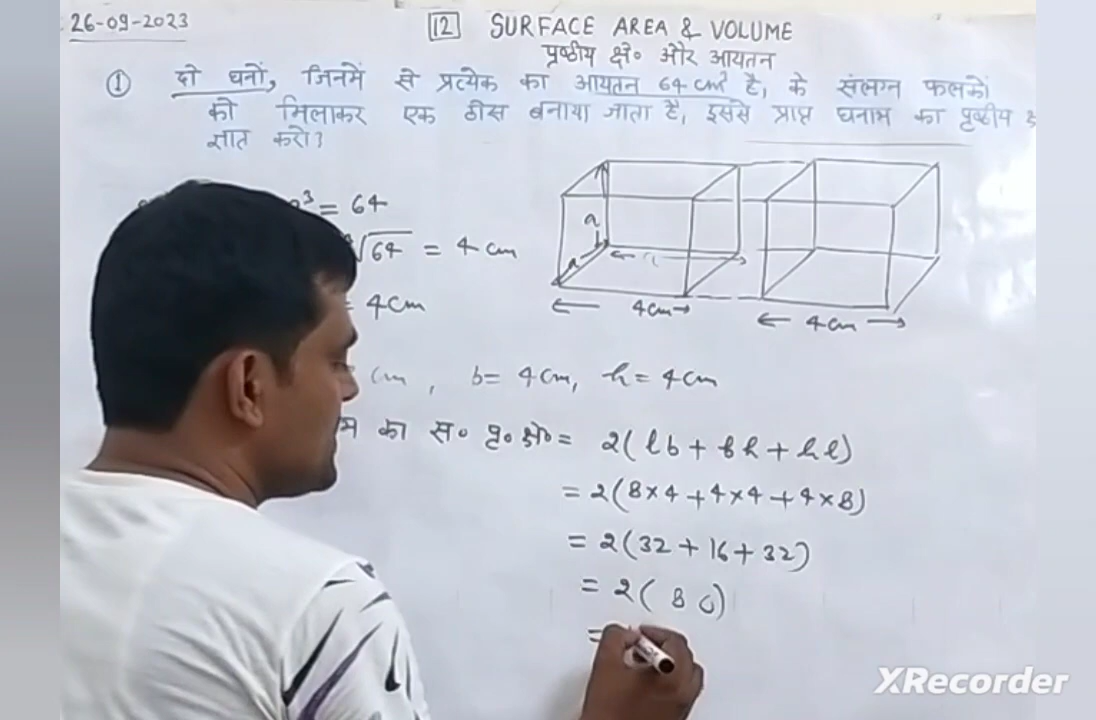 26-09-2023
12 SURFACE AREA & VOLUME
प्रष्ठीय क्षे० और आयतन
① दो घनों, जिनमें से प्रत्येक का आयतन 64 cm³ है, के संलग्न फलकों
को मिलाकर एक ठोस बनाया जाता है, इससे प्राप्त घनाभ का पृष्ठीय
ज्ञात करो?
a³ = 64
∛64 = 4 cm
= 4cm
a
a
a
4cm
4cm
cm, b= 4cm, h= 4cm
का स० पृ० क्षे० = 2(lb + bh + hl)
= 2(8×4 + 4×4 + 4×8)
= 2(32 + 16 + 32)
= 2(80)
=
XRecorder